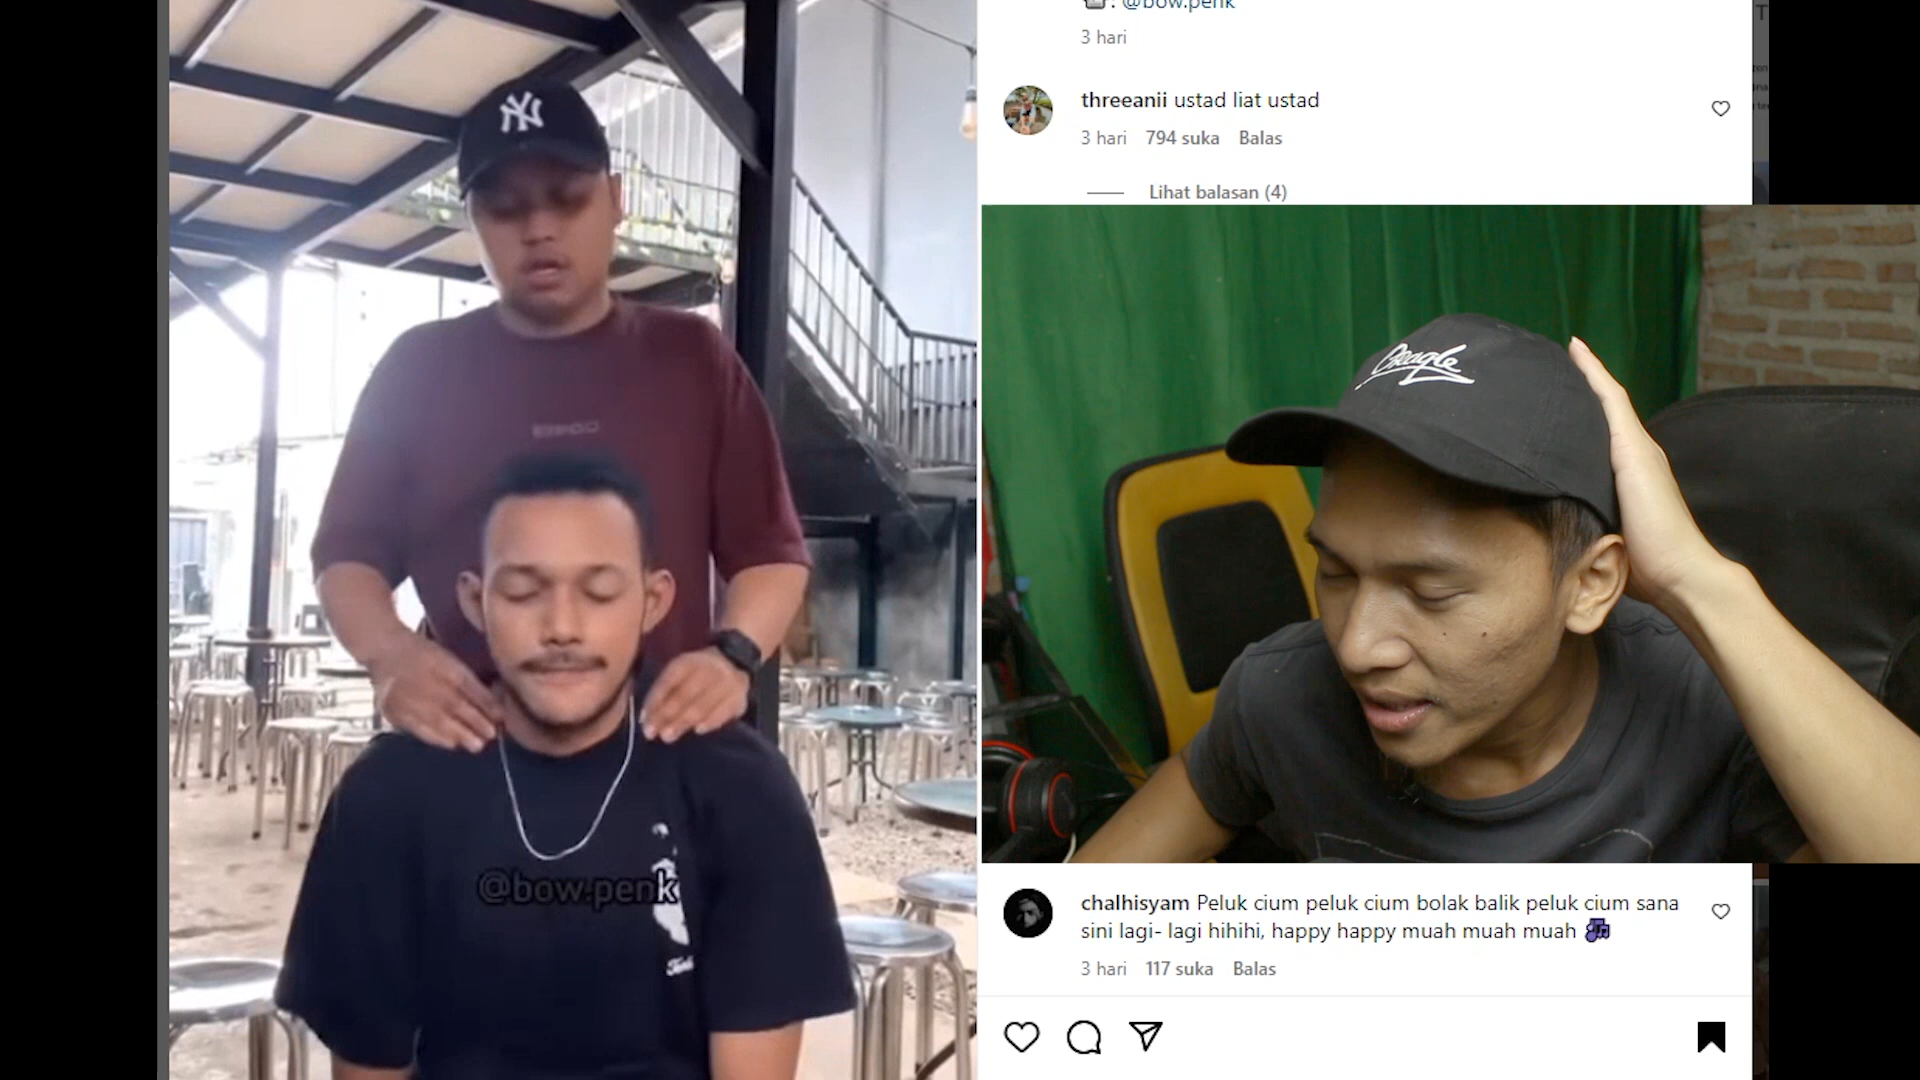 : @bow.penk
3 hari
threeanii ustad liat ustad
3 hari 794 suka Balas
Lihat balasan (4)
NY
Breagle
@bow.penk
chalhisyam Peluk cium peluk cium bolak balik peluk cium sana
sini lagi- lagi hihihi, happy happy muah muah muah
3 hari 117 suka Balas